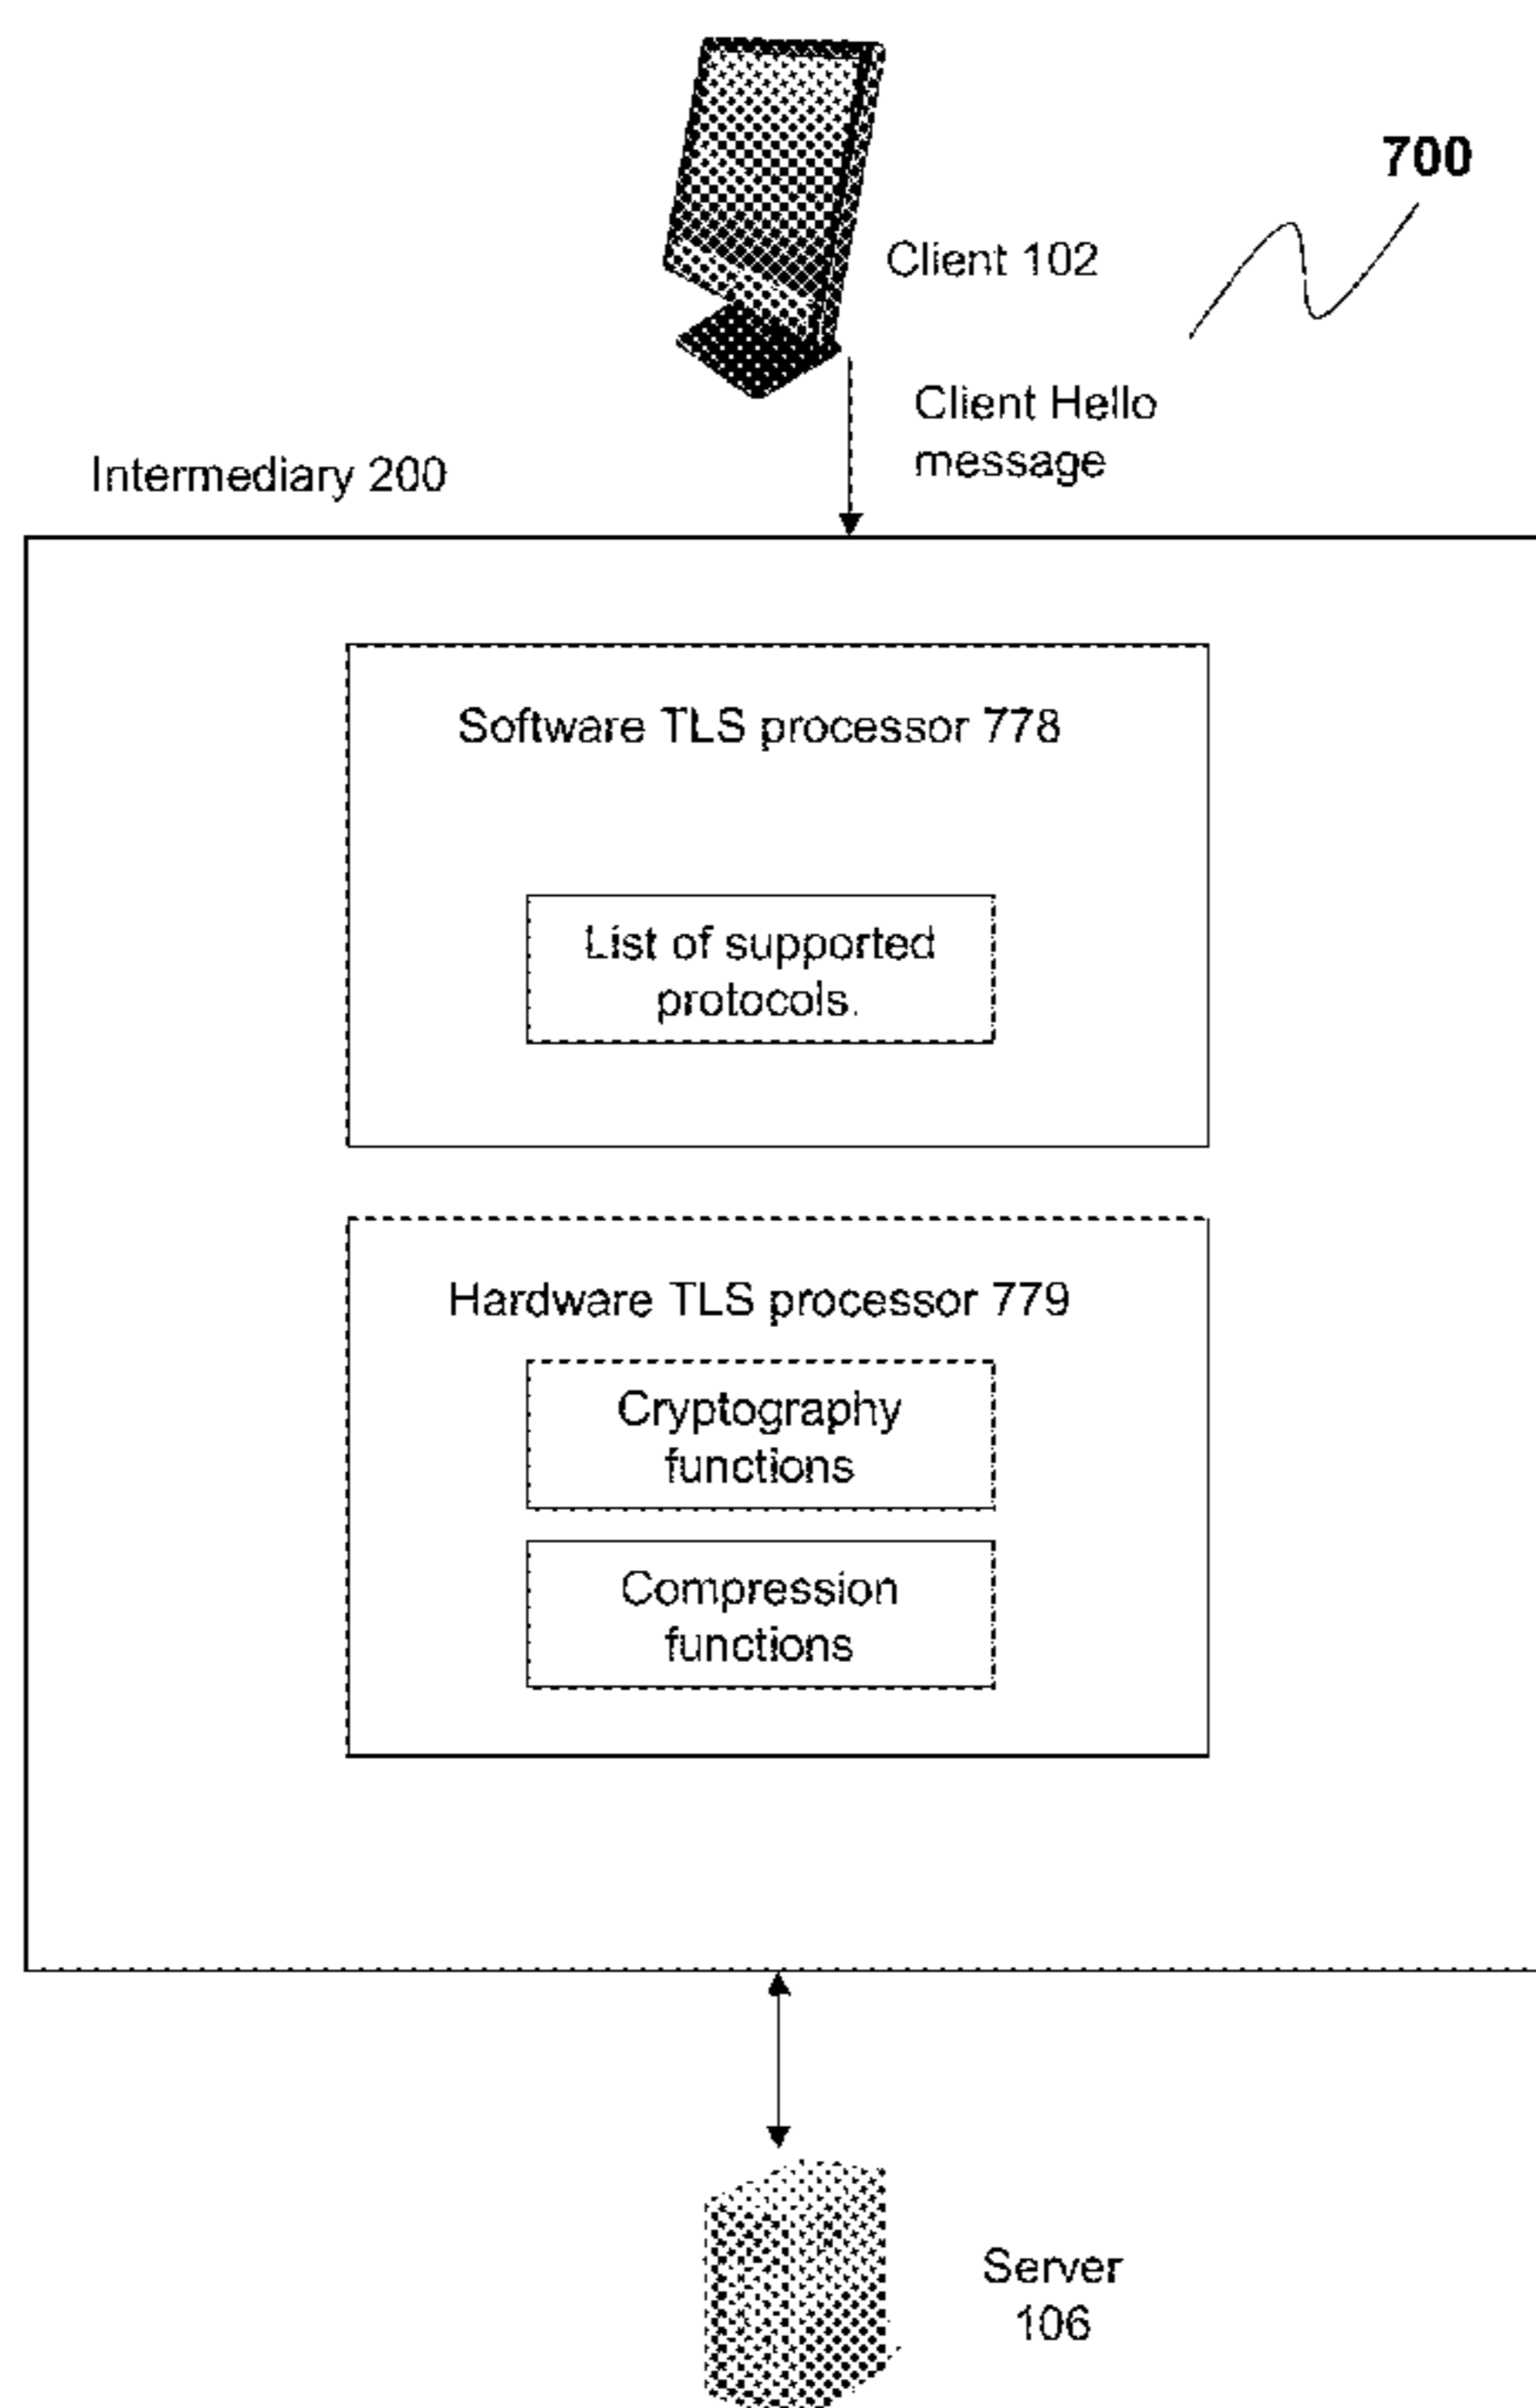 700
Client 102
Client Hello
message
Intermediary 200
Software TLS processor 778
List of supported
protocols.
Hardware TLS processor 779
Cryptography
functions
Compression
functions
Server
106